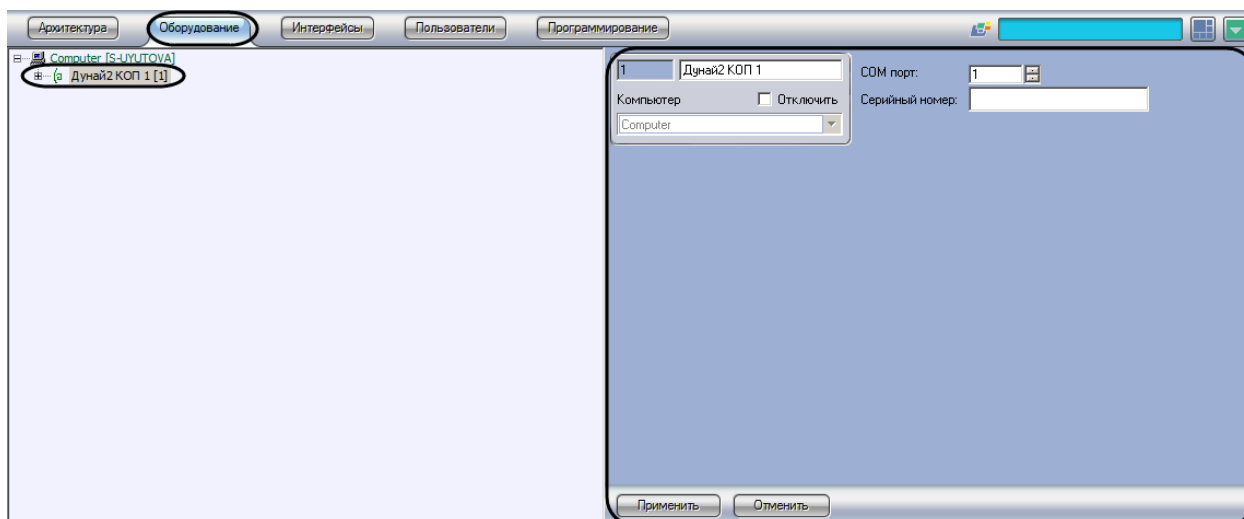 Архитектура Оборудование Интерфейсы Пользователи Программирование
Computer [S-UYUTOVA]
Дунай2 КОП 1 [1]
1 Дунай2 КОП 1 COM порт: 1
Компьютер Отключить Серийный номер:
Computer
Применить Отменить